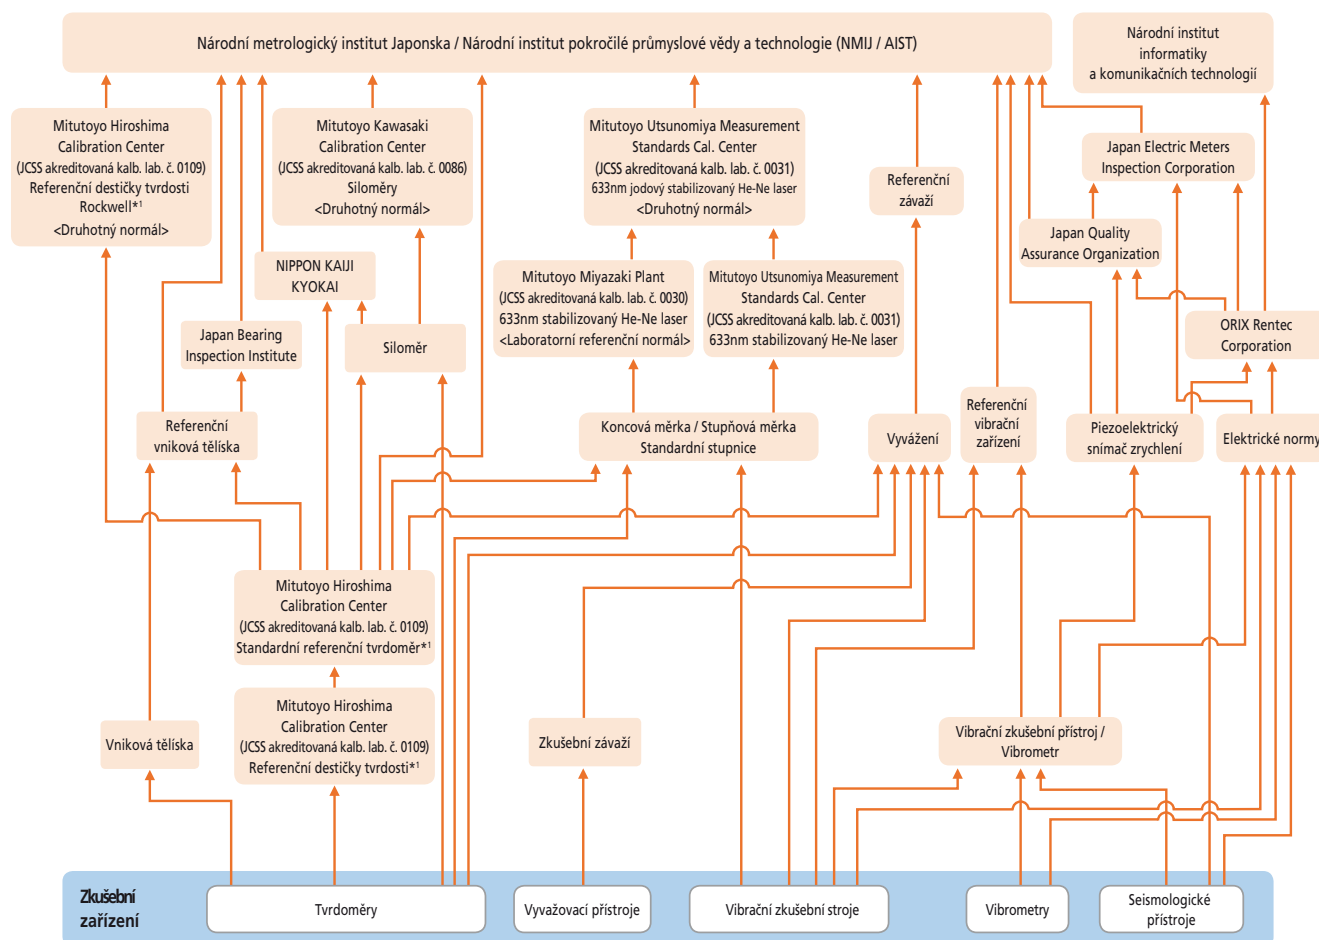 Národní metrologický institut Japonska / Národní institut pokročilé průmyslové vědy a technologie (NMIJ / AIST)
Národní institut
informatiky
a komunikačních technologií
Mitutoyo Hiroshima
Calibration Center
(JCSS akreditovaná kalb. lab. č. 0109)
Referenční destičky tvrdosti
Rockwell*1
<Druhotný normál>
Mitutoyo Kawasaki
Calibration Center
(JCSS akreditovaná kalb. lab. č. 0086)
Siloměry
<Druhotný normál>
Mitutoyo Utsunomiya Measurement
Standards Cal. Center
(JCSS akreditovaná kalb. lab. č. 0031)
633nm jodový stabilizovaný He-Ne laser
<Druhotný normál>
Referenční
závaží
Japan Electric Meters
Inspection Corporation
Japan Quality
Assurance Organization
NIPPON KAIJI
KYOKAI
Mitutoyo Miyazaki Plant
(JCSS akreditovaná kalb. lab. č. 0030)
633nm stabilizovaný He-Ne laser
<Laboratorní referenční normál>
Mitutoyo Utsunomiya Measurement
Standards Cal. Center
(JCSS akreditovaná kalb. lab. č. 0031)
633nm stabilizovaný He-Ne laser
Japan Bearing
Inspection Institute
Siloměr
ORIX Rentec
Corporation
Referenční
vniková tělíska
Koncová měrka / Stupňová měrka
Standardní stupnice
Vyvážení
Referenční
vibrační
zařízení
Piezoelektrický
snímač zrychlení
Elektrické normy
Mitutoyo Hiroshima
Calibration Center
(JCSS akreditovaná kalb. lab. č. 0109)
Standardní referenční tvrdoměr*1
Vniková tělíska
Mitutoyo Hiroshima
Calibration Center
(JCSS akreditovaná kalb. lab. č. 0109)
Referenční destičky tvrdosti*1
Zkušební závaží
Vibrační zkušební přístroj /
Vibrometr
Zkušební
zařízení
Tvrdoměry
Vyvažovací přístroje
Vibrační zkušební stroje
Vibrometry
Seismologické
přístroje